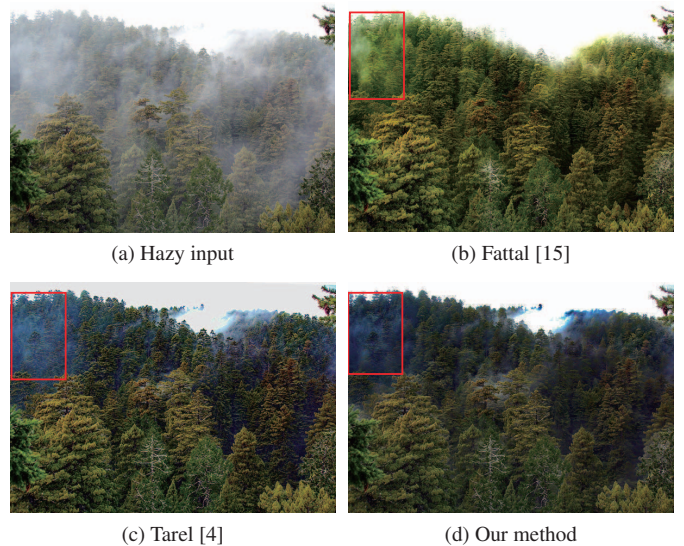 (a) Hazy input
(b) Fattal [15]
(c) Tarel [4]
(d) Our method